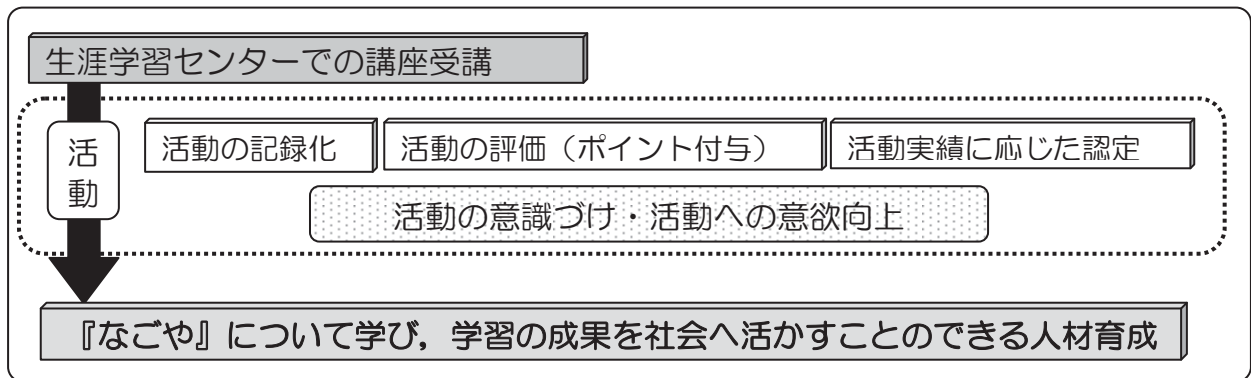 生涯学習センターでの講座受講
活動
活動の記録化
活動の評価（ポイント付与）
活動実績に応じた認定
活動の意識づけ・活動への意欲向上
『なごや』について学び，学習の成果を社会へ活かすことのできる人材育成